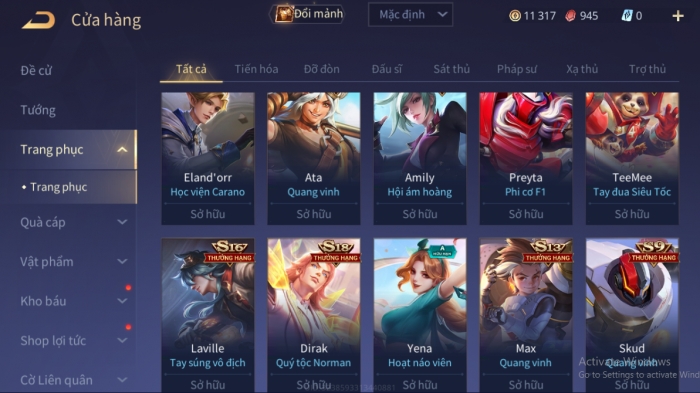 Cửa hàng
Đổi mảnh
Mặc định
11 317
945
0
Đề cử
Tướng
Trang phục
• Trang phục
Quà cáp
Vật phẩm
Kho báu
Shop lợi tức
Cờ Liên quân
Tất cả
Tiến hóa
Đỡ đòn
Đấu sĩ
Sát thủ
Pháp sư
Xạ thủ
Trợ thủ
Eland'orr
Học viện Carano
Sở hữu
Ata
Quang vinh
Sở hữu
Amily
Hội ám hoàng
Sở hữu
Preyta
Phi cơ F1
Sở hữu
TeeMee
Tay đua Siêu Tốc
Sở hữu
S16
THƯỞNG HẠNG
Laville
Tay súng vô địch
Sở hữu
S18
THƯỞNG HẠNG
Dirak
Quý tộc Norman
Sở hữu
A
HỮU HẠN
Yena
Hoạt náo viên
Sở hữu
S13
THƯỞNG HẠNG
Max
Quang vinh
Sở hữu
S9
THƯỞNG HẠNG
Skud
Quang vinh
Sở hữu
Activate Windows
Go to Settings to activate Wind